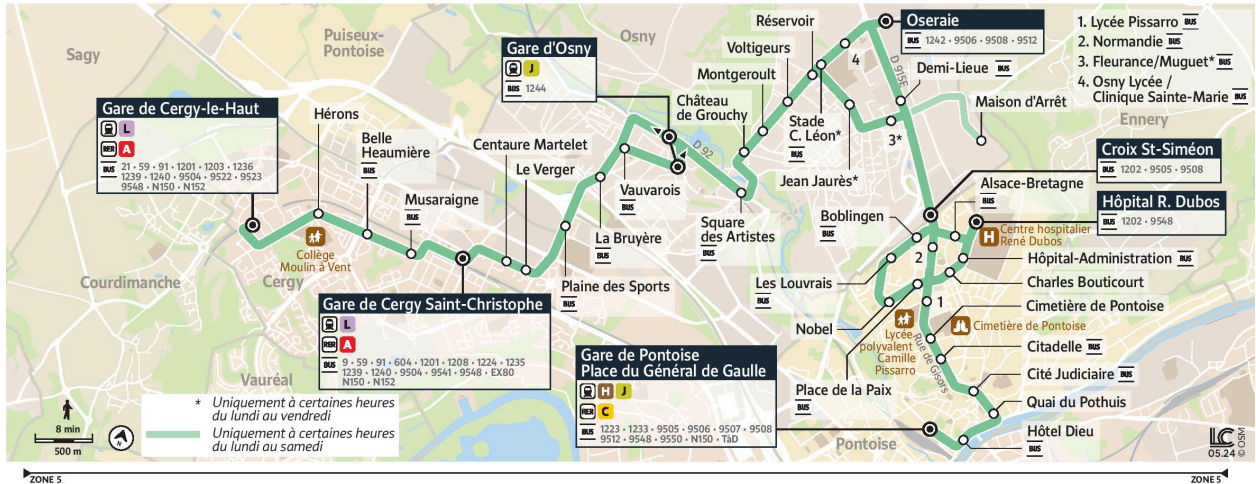 Sagy
Puiseux-
Pontoise
Osny
Ennery
Courdimanche
Cergy
Vauréal
Pontoise
Gare de Cergy-le-Haut
L
RER A
BUS 21 • 59 • 91 • 1201 • 1203 • 1236
1239 • 1240 • 9504 • 9522 • 9523
9548 • N150 • N152
Hérons
Collège
Moulin à Vent
Belle
Heaumière
BUS
Musaraigne
BUS
Gare de Cergy Saint-Christophe
L
RER A
BUS 9 • 59 • 91 • 604 • 1201 • 1208 • 1224 • 1235
1239 • 1240 • 9504 • 9541 • 9548 • EX80
N150 • N152
Centaure Martelet
Le Verger
Plaine des Sports
BUS
La Bruyère
BUS
Vauvarois
BUS
Gare d'Osny
J
BUS 1244
Château
de Grouchy
D 92
Square
des Artistes
BUS
Montgeroult
Voltigeurs
Réservoir
Stade
C. Léon*
BUS
Jean Jaurès*
4
3*
Oseraie
BUS 1242 • 9506 • 9508 • 9512
D 915E
Demi-Lieue BUS
Maison d'Arrêt
1. Lycée Pissarro BUS
2. Normandie BUS
3. Fleurance/Muguet* BUS
4. Osny Lycée /
Clinique Sainte-Marie BUS
Croix St-Siméon
BUS 1202 • 9505 • 9508
Alsace-Bretagne
BUS
Hôpital R. Dubos
BUS 1202 • 9548
H Centre hospitalier
René Dubos
Boblingen
BUS
2
Hôpital-Administration BUS
Les Louvrais
BUS
Charles Bouticourt
Nobel
1
Cimetière de Pontoise
Cimetière de Pontoise
Lycée
polyvalent
Camille
Pissarro
Rue de Gisors
Citadelle BUS
Place de la Paix
BUS
Cité Judiciaire BUS
Quai du Pothuis
Hôtel Dieu
BUS
Gare de Pontoise
Place du Général de Gaulle
H J
RER C
BUS 1223 • 1233 • 9505 • 9506 • 9507 • 9508
9512 • 9548 • 9550 • N150 • TàD
8 min
500 m
* Uniquement à certaines heures
du lundi au vendredi
Uniquement à certaines heures
du lundi au samedi
LC
05.24 © OSM
ZONE 5
ZONE 5